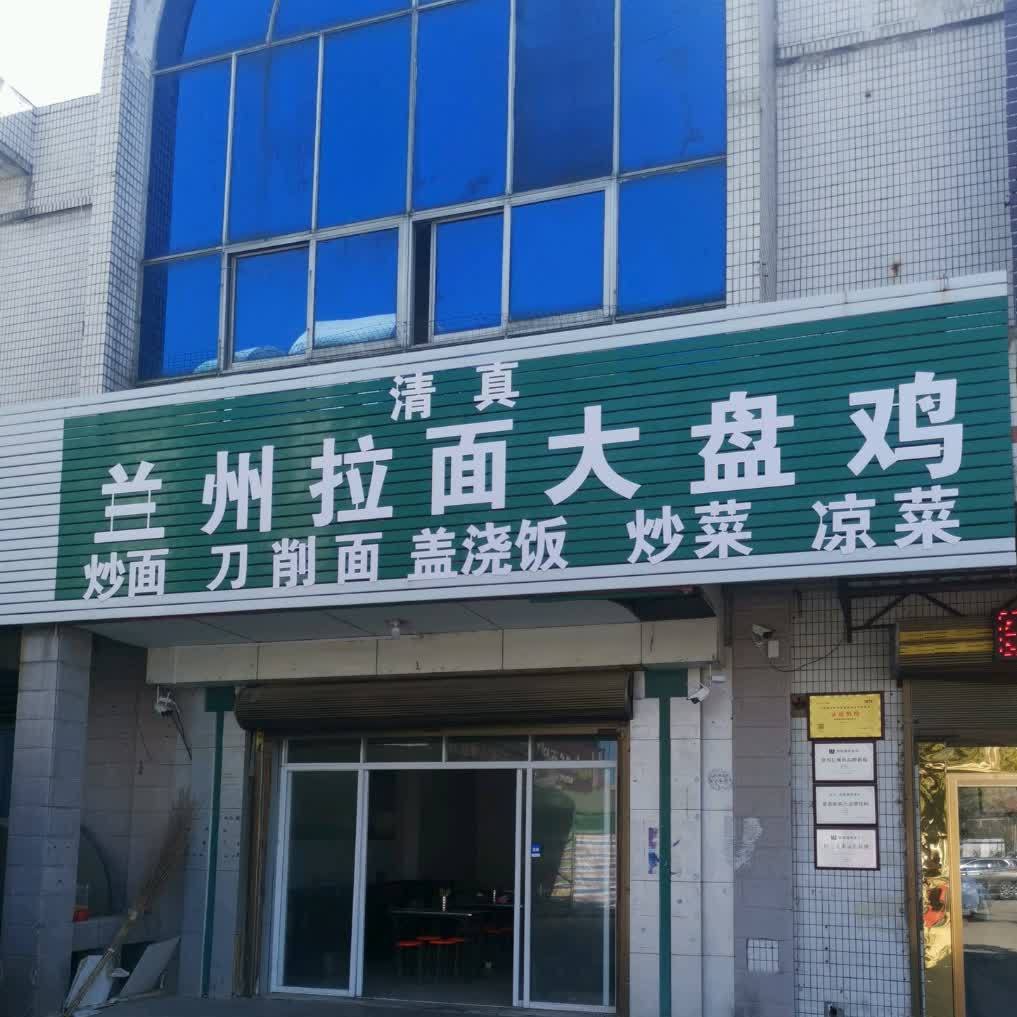 清真
兰州拉面大盘鸡
炒面 刀削面 盖浇饭 炒菜 凉菜